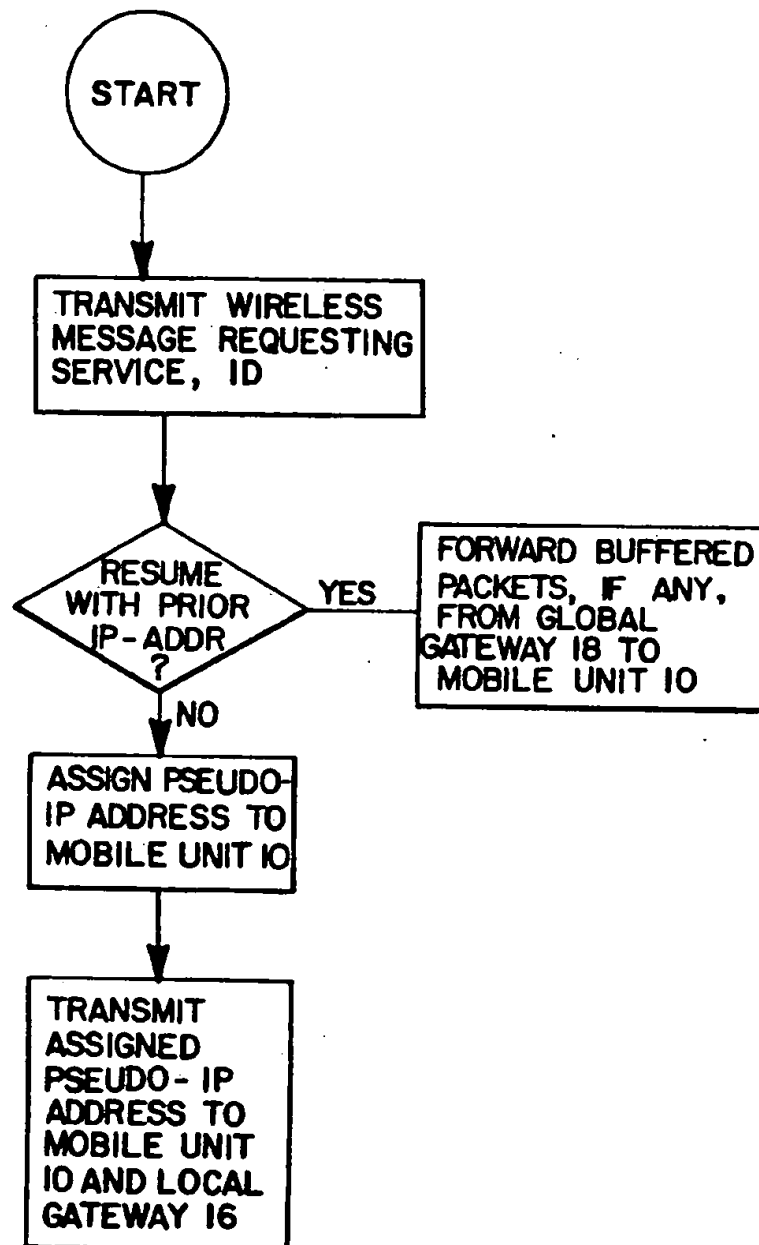 START
TRANSMIT WIRELESS
MESSAGE REQUESTING
SERVICE, ID
RESUME
WITH PRIOR
IP-ADDR
?
YES
FORWARD BUFFERED
PACKETS, IF ANY,
FROM GLOBAL
GATEWAY 18 TO
MOBILE UNIT 10
NO
ASSIGN PSEUDO-
IP ADDRESS TO
MOBILE UNIT 10
TRANSMIT
ASSIGNED
PSEUDO-IP
ADDRESS TO
MOBILE UNIT
10 AND LOCAL
GATEWAY 16